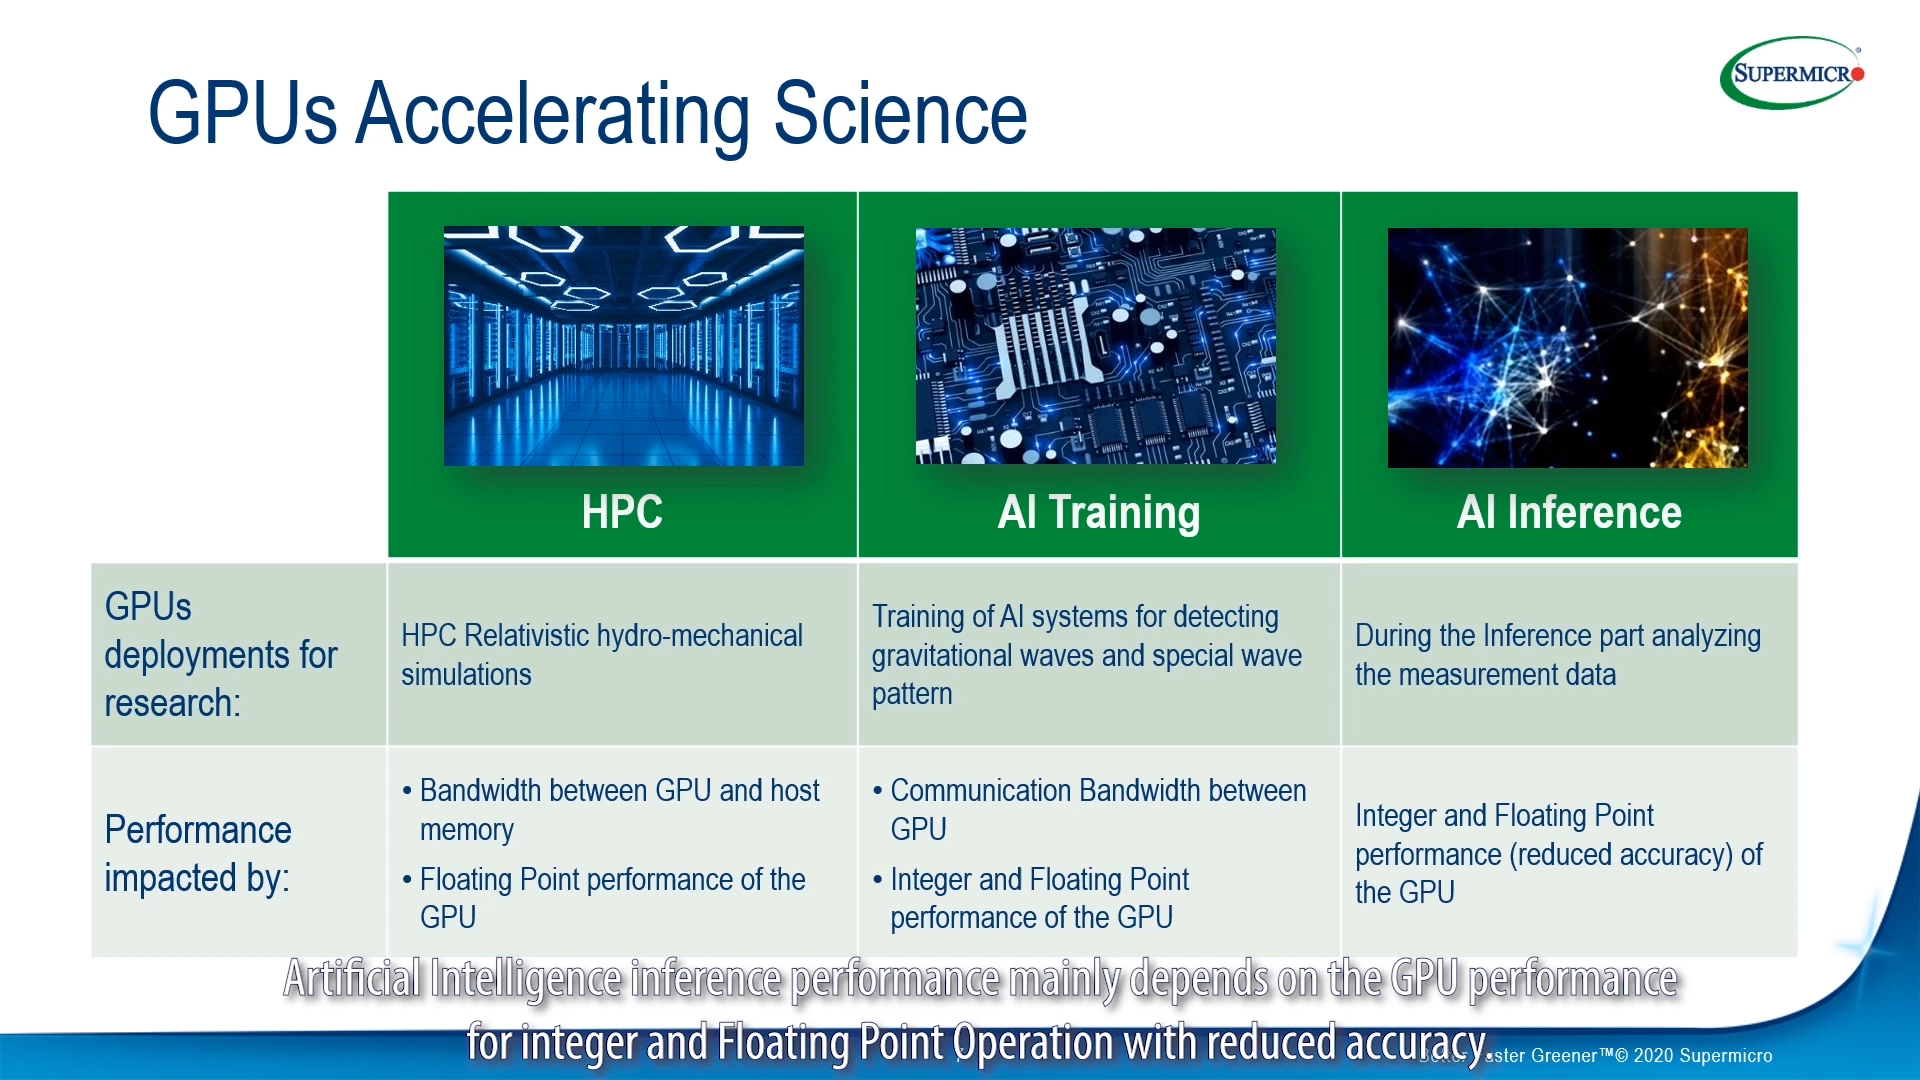 SUPERMICR
GPUs Accelerating Science
HPC
AI Training
AI Inference
GPUs
deployments for
research:
HPC Relativistic hydro-mechanical
simulations
Training of AI systems for detecting
gravitational waves and special wave
pattern
During the Inference part analyzing
the measurement data
Performance
impacted by:
• Bandwidth between GPU and host
memory
• Floating Point performance of the
GPU
• Communication Bandwidth between
GPU
• Integer and Floating Point
performance of the GPU
Integer and Floating Point
performance (reduced accuracy) of
the GPU
Artificial Intelligence inference performance mainly depends on the GPU performance
for integer and Floating Point Operation with reduced accuracy.
Better Faster Greener™© 2020 Supermicro